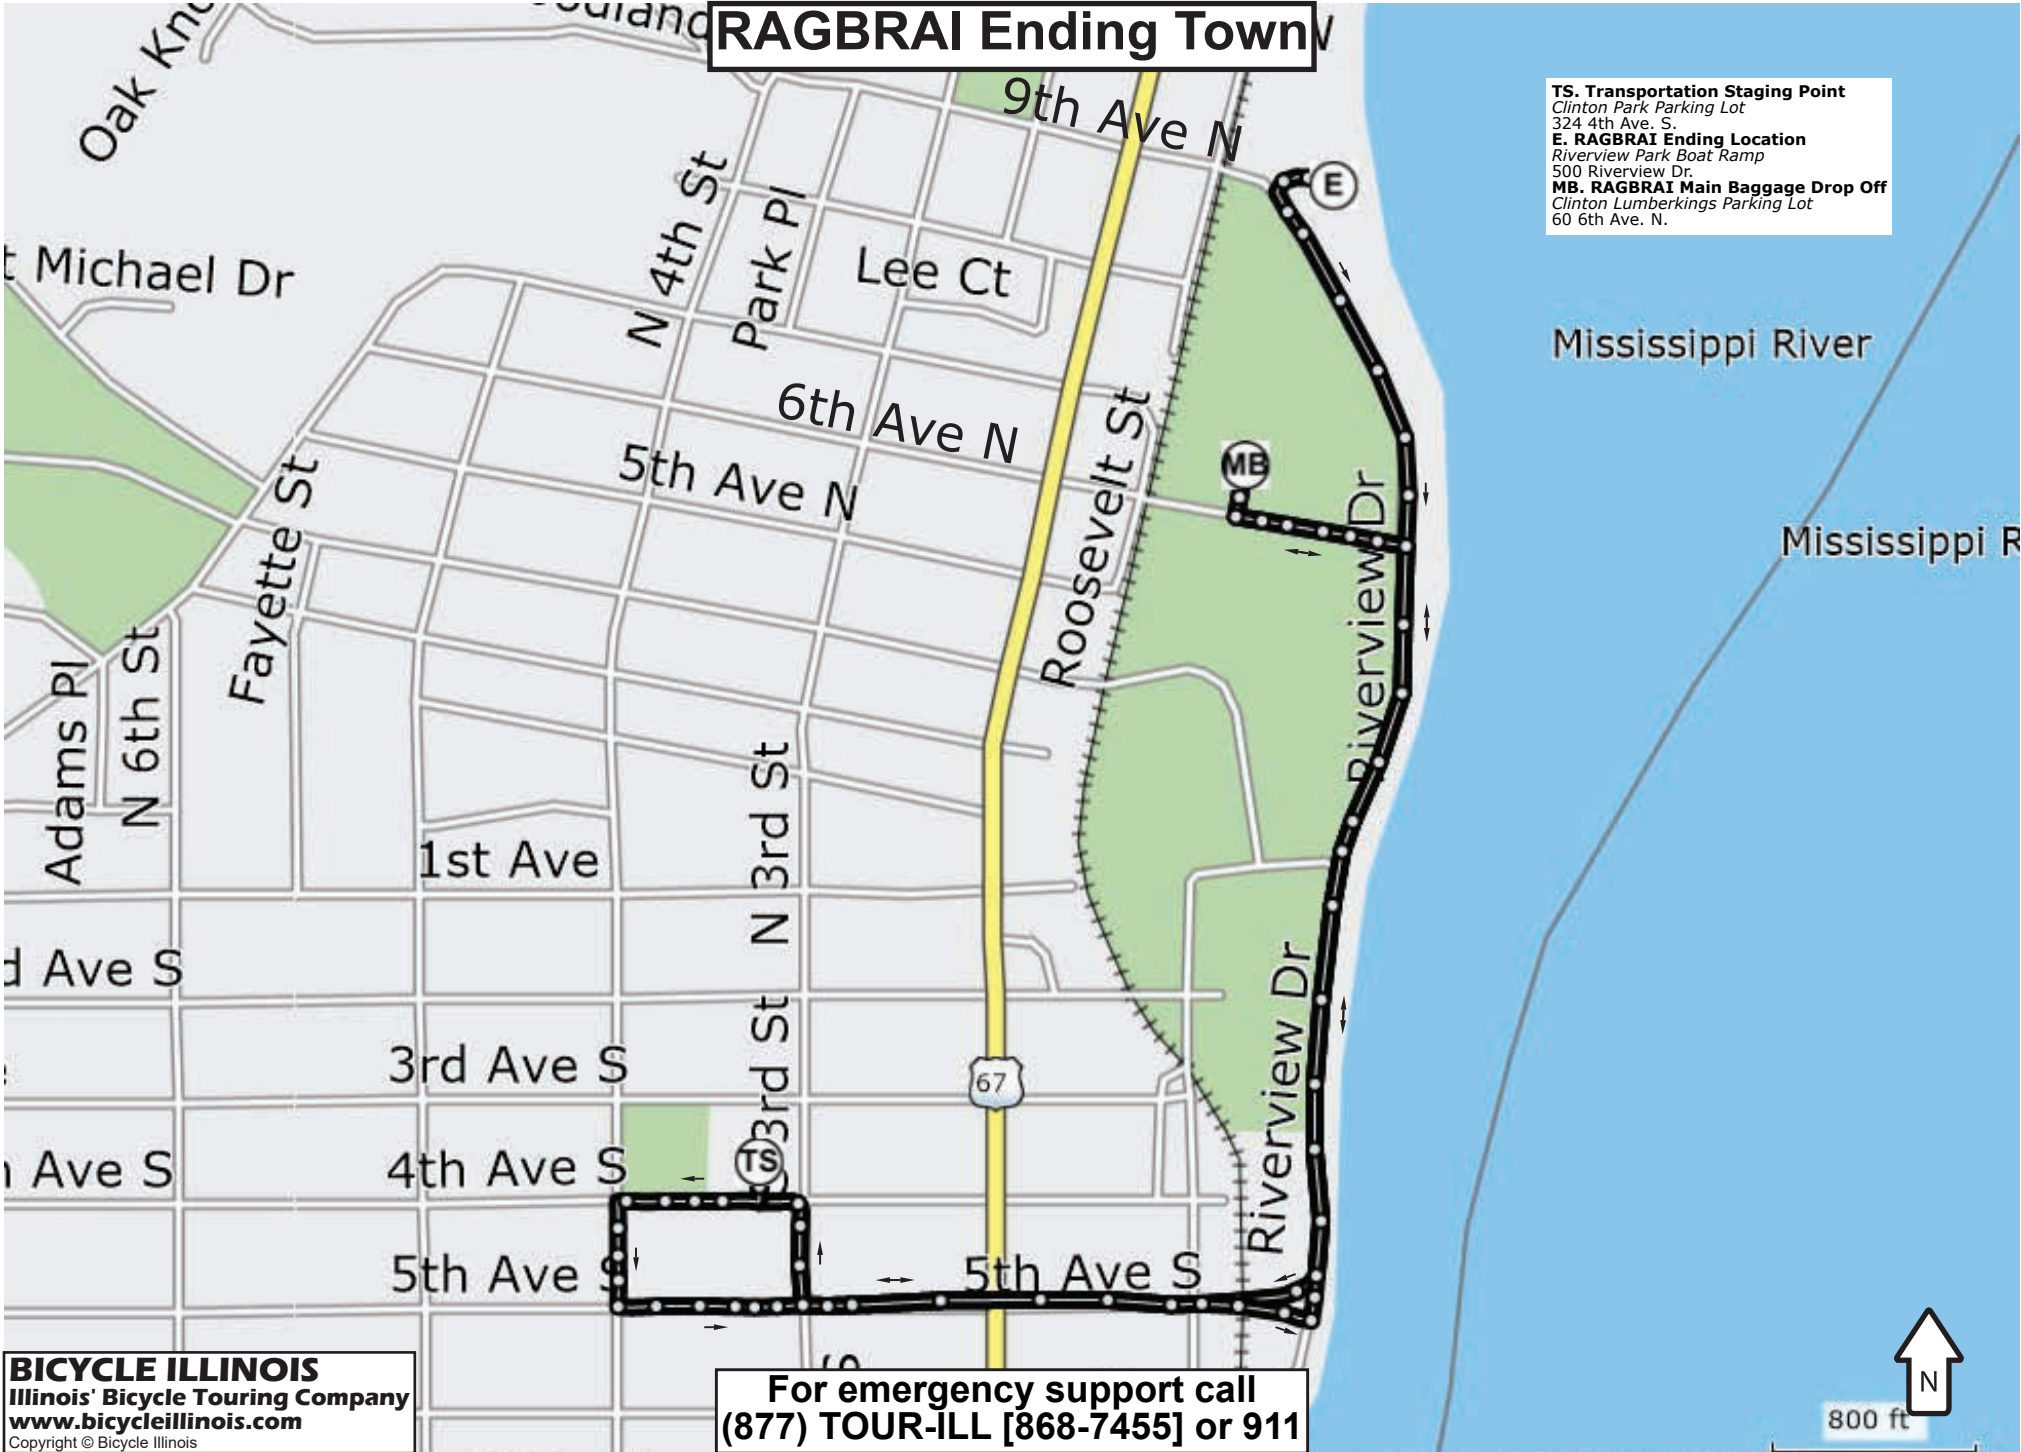 RAGBRAI Ending Town
N
Oak Kno
oodland
9th Ave N
TS. Transportation Staging Point
Clinton Park Parking Lot
324 4th Ave. S.
E. RAGBRAI Ending Location
Riverview Park Boat Ramp
500 Riverview Dr.
MB. RAGBRAI Main Baggage Drop Off
Clinton Lumberkings Parking Lot
60 6th Ave. N.
E
N 4th St
Park Pl
t Michael Dr
Lee Ct
Mississippi River
6th Ave N
5th Ave N
MB
Roosevelt St
Riverview Dr
Mississippi R
Fayette St
Adams Pl
N 6th St
N 3rd St
1st Ave
d Ave S
3rd St
Riverview Dr
3rd Ave S
67
Ave S
4th Ave S
TS
5th Ave S
5th Ave S
S
BICYCLE ILLINOIS
Illinois' Bicycle Touring Company
www.bicycleillinois.com
Copyright © Bicycle Illinois
For emergency support call
(877) TOUR-ILL [868-7455] or 911
N
800 ft